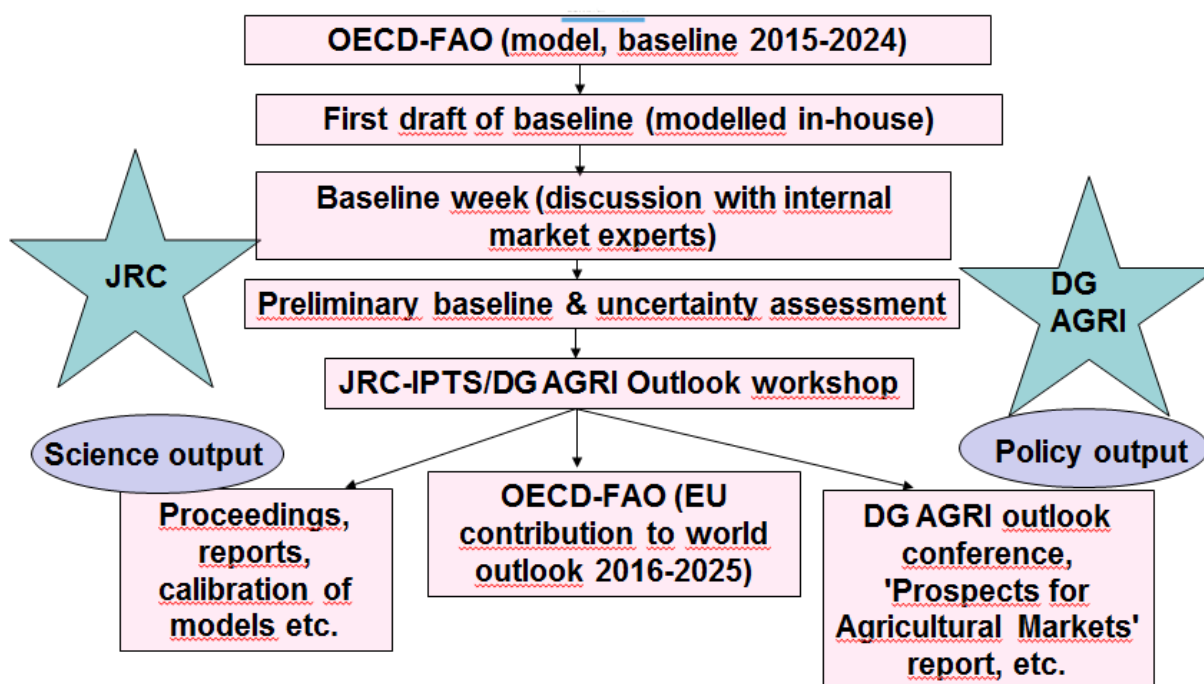 OECD-FAO (model, baseline 2015-2024)
First draft of baseline (modelled in-house)
Baseline week (discussion with internal
market experts)
JRC
DG
AGRI
Preliminary baseline & uncertainty assessment
JRC-IPTS/DG AGRI Outlook workshop
Science output
Policy output
Proceedings,
reports,
calibration of
models etc.
OECD-FAO (EU
contribution to world
outlook 2016-2025)
DG AGRI outlook
conference,
'Prospects for
Agricultural Markets'
report, etc.